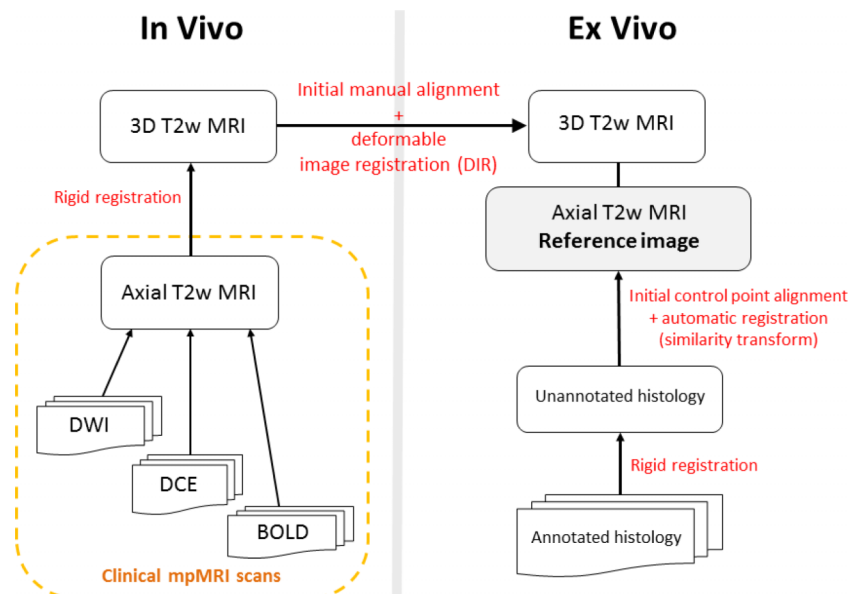 In Vivo
Ex Vivo
3D T2w MRI
Initial manual alignment
+
deformable
image registration (DIR)
3D T2w MRI
Rigid registration
Axial T2w MRI
Reference image
Axial T2w MRI
Initial control point alignment
+ automatic registration
(similarity transform)
DWI
DCE
BOLD
Clinical mpMRI scans
Unannotated histology
Rigid registration
Annotated histology